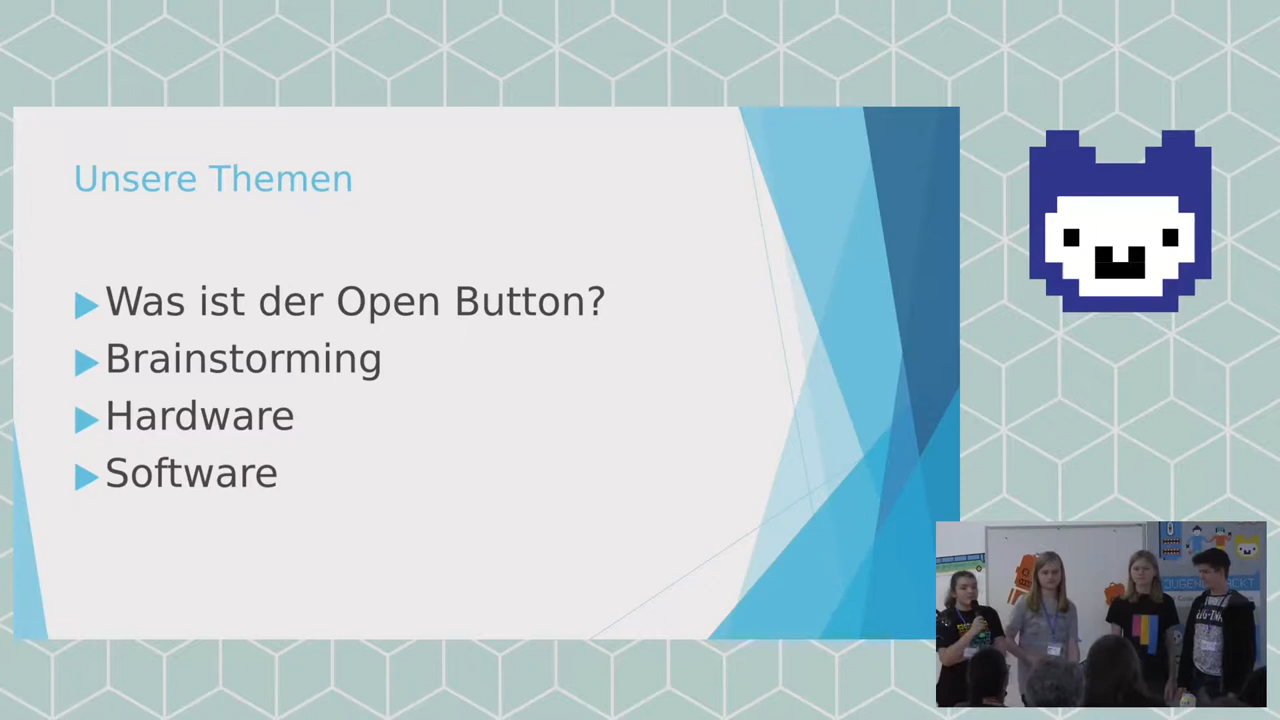 Unsere Themen
Was ist der Open Button?
Brainstorming
Hardware
Software